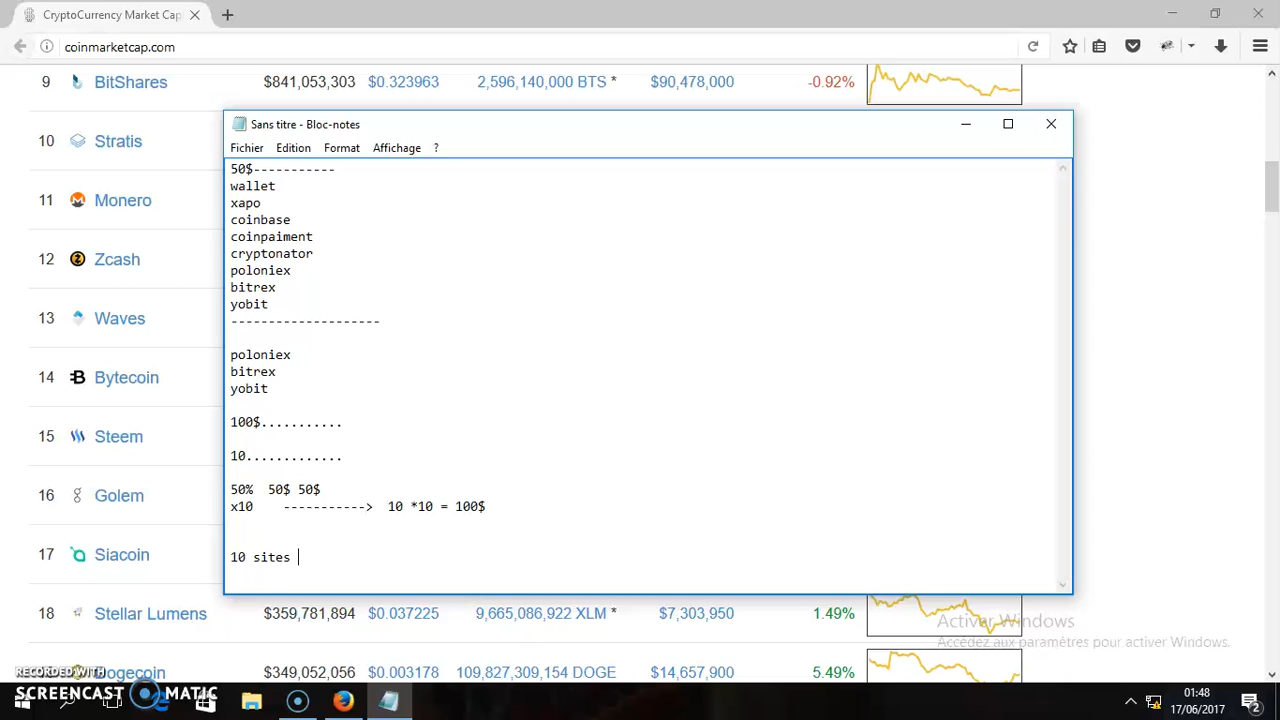 CryptoCurrency Market Cap
coinmarketcap.com
9 BitShares $841,053,303 $0.323963 2,596,140,000 BTS * $90,478,000 -0.92%
10 Stratis
11 Monero
12 Zcash
13 Waves
14 Bytecoin
15 Steem
16 Golem
17 Siacoin
18 Stellar Lumens $359,781,894 $0.037225 9,665,086,922 XLM * $7,303,950 1.49%
Dogecoin $349,052,056 $0.003178 109,827,309,154 DOGE $14,657,900 5.49%
Sans titre - Bloc-notes
Fichier Edition Format Affichage ?
50$-----------
wallet
xapo
coinbase
coinpaiment
cryptonator
poloniex
bitrex
yobit
--------------------
poloniex
bitrex
yobit
100$...........
10.............
50% 50$ 50$
x10 -----------> 10 *10 = 100$
10 sites
Activer Windows
Accédez aux paramètres pour activer Windows.
RECORDED WITH
SCREENCAST MATIC
01:48
17/06/2017
2